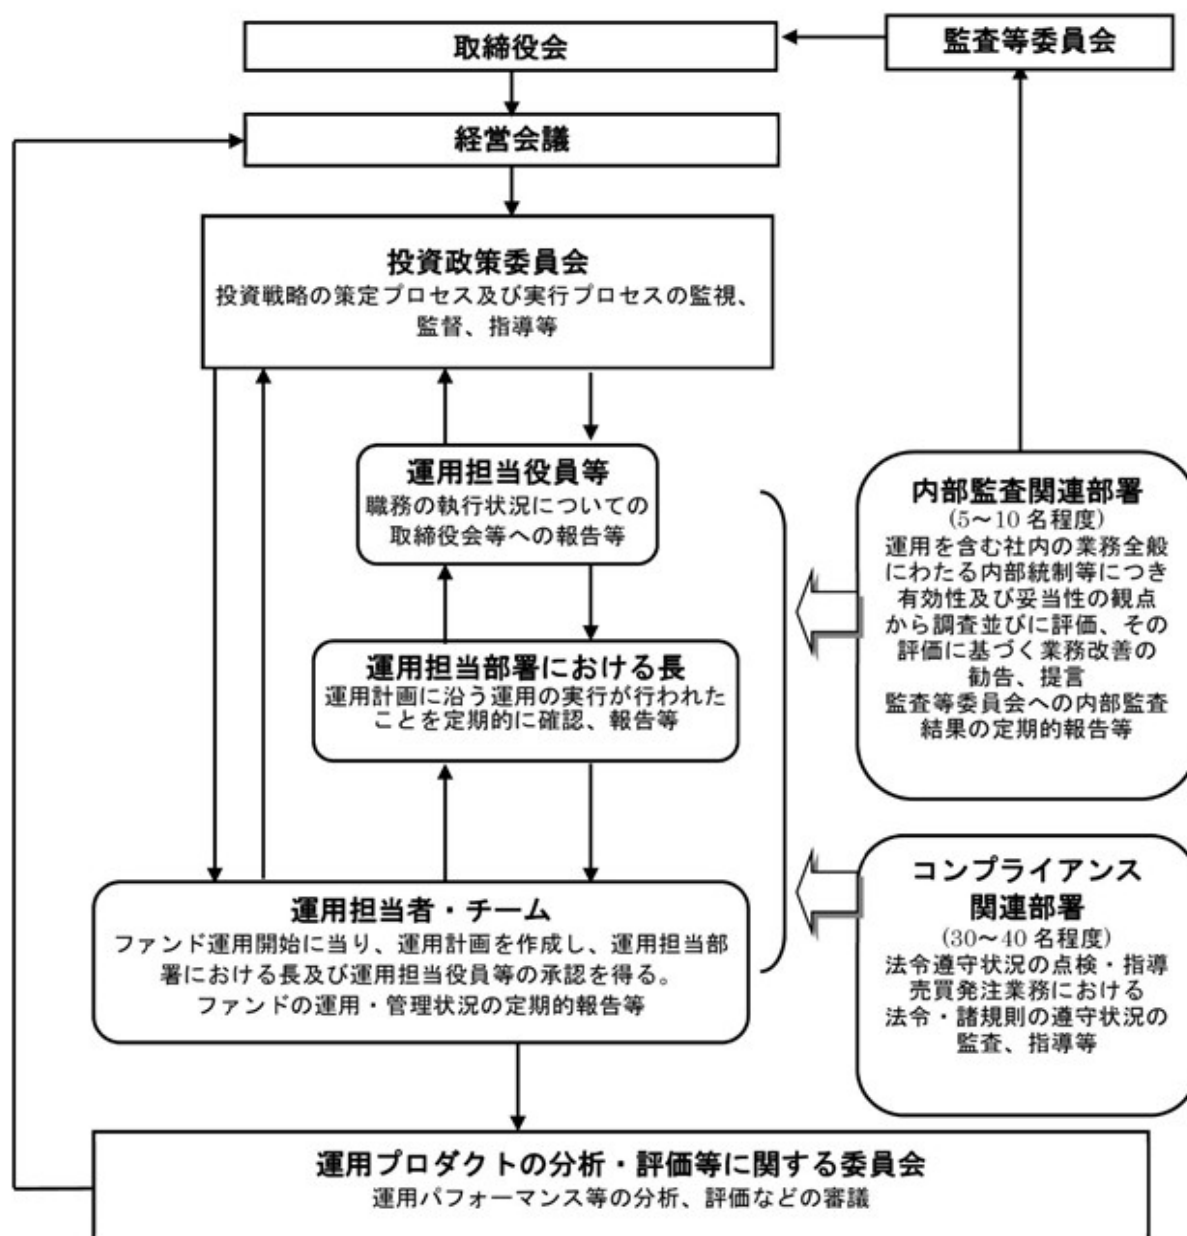 取締役会
監査等委員会
経営会議
投資政策委員会
投資戦略の策定プロセス及び実行プロセスの監視、
監督、指導等
運用担当役員等
職務の執行状況についての
取締役会等への報告等
運用担当部署における長
運用計画に沿う運用の実行が行われた
ことを定期的に確認、報告等
運用担当者・チーム
ファンド運用開始に当り、運用計画を作成し、運用担当部
署における長及び運用担当役員等の承認を得る。
ファンドの運用・管理状況の定期的報告等
内部監査関連部署
(5～10 名程度)
運用を含む社内の業務全般
にわたる内部統制等につき
有効性及び妥当性の観点
から調査並びに評価、その
評価に基づく業務改善の
勧告、提言
監査等委員会への内部監査
結果の定期的報告等
コンプライアンス
関連部署
(30～40 名程度)
法令遵守状況の点検・指導
売買発注業務における
法令・諸規則の遵守状況の
監査、指導等
運用プロダクトの分析・評価等に関する委員会
運用パフォーマンス等の分析、評価などの審議